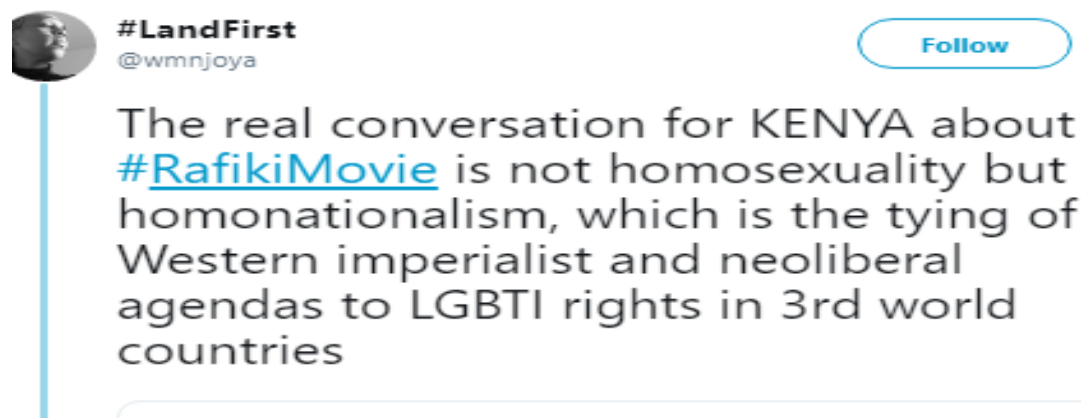 #LandFirst
@wmnjoya
Follow
The real conversation for KENYA about
#RafikiMovie is not homosexuality but
homonationalism, which is the tying of
Western imperialist and neoliberal
agendas to LGBTI rights in 3rd world
countries